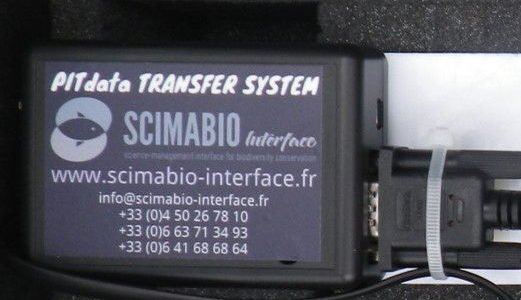 PITdata TRANSFER SYSTEM
SCIMABIO Interface
science-management interface for biodiversity conservation
www.scimabio-interface.fr
info@scimabio-interface.fr
+33 (0)4 50 26 78 10
+33 (0)6 63 71 34 93
+33 (0)6 41 68 68 64